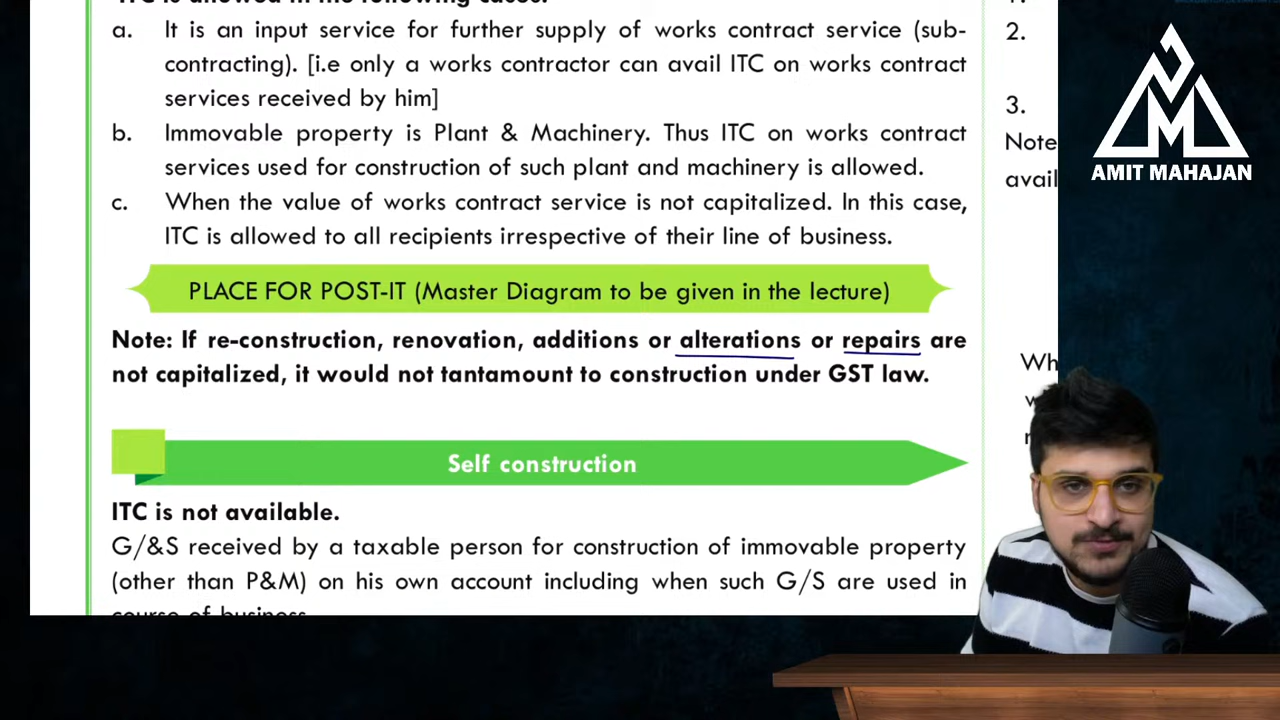 a. It is an input service for further supply of works contract service (sub-
contracting). [i.e only a works contractor can avail ITC on works contract
services received by him]
b. Immovable property is Plant & Machinery. Thus ITC on works contract
services used for construction of such plant and machinery is allowed.
c. When the value of works contract service is not capitalized. In this case,
ITC is allowed to all recipients irrespective of their line of business.
PLACE FOR POST-IT (Master Diagram to be given in the lecture)
Note: If re-construction, renovation, additions or alterations or repairs are
not capitalized, it would not tantamount to construction under GST law.
Self construction
ITC is not available.
G/&S received by a taxable person for construction of immovable property
(other than P&M) on his own account including when such G/S are used in
course of business
2.
3.
Note
avail
Wh
AMIT MAHAJAN